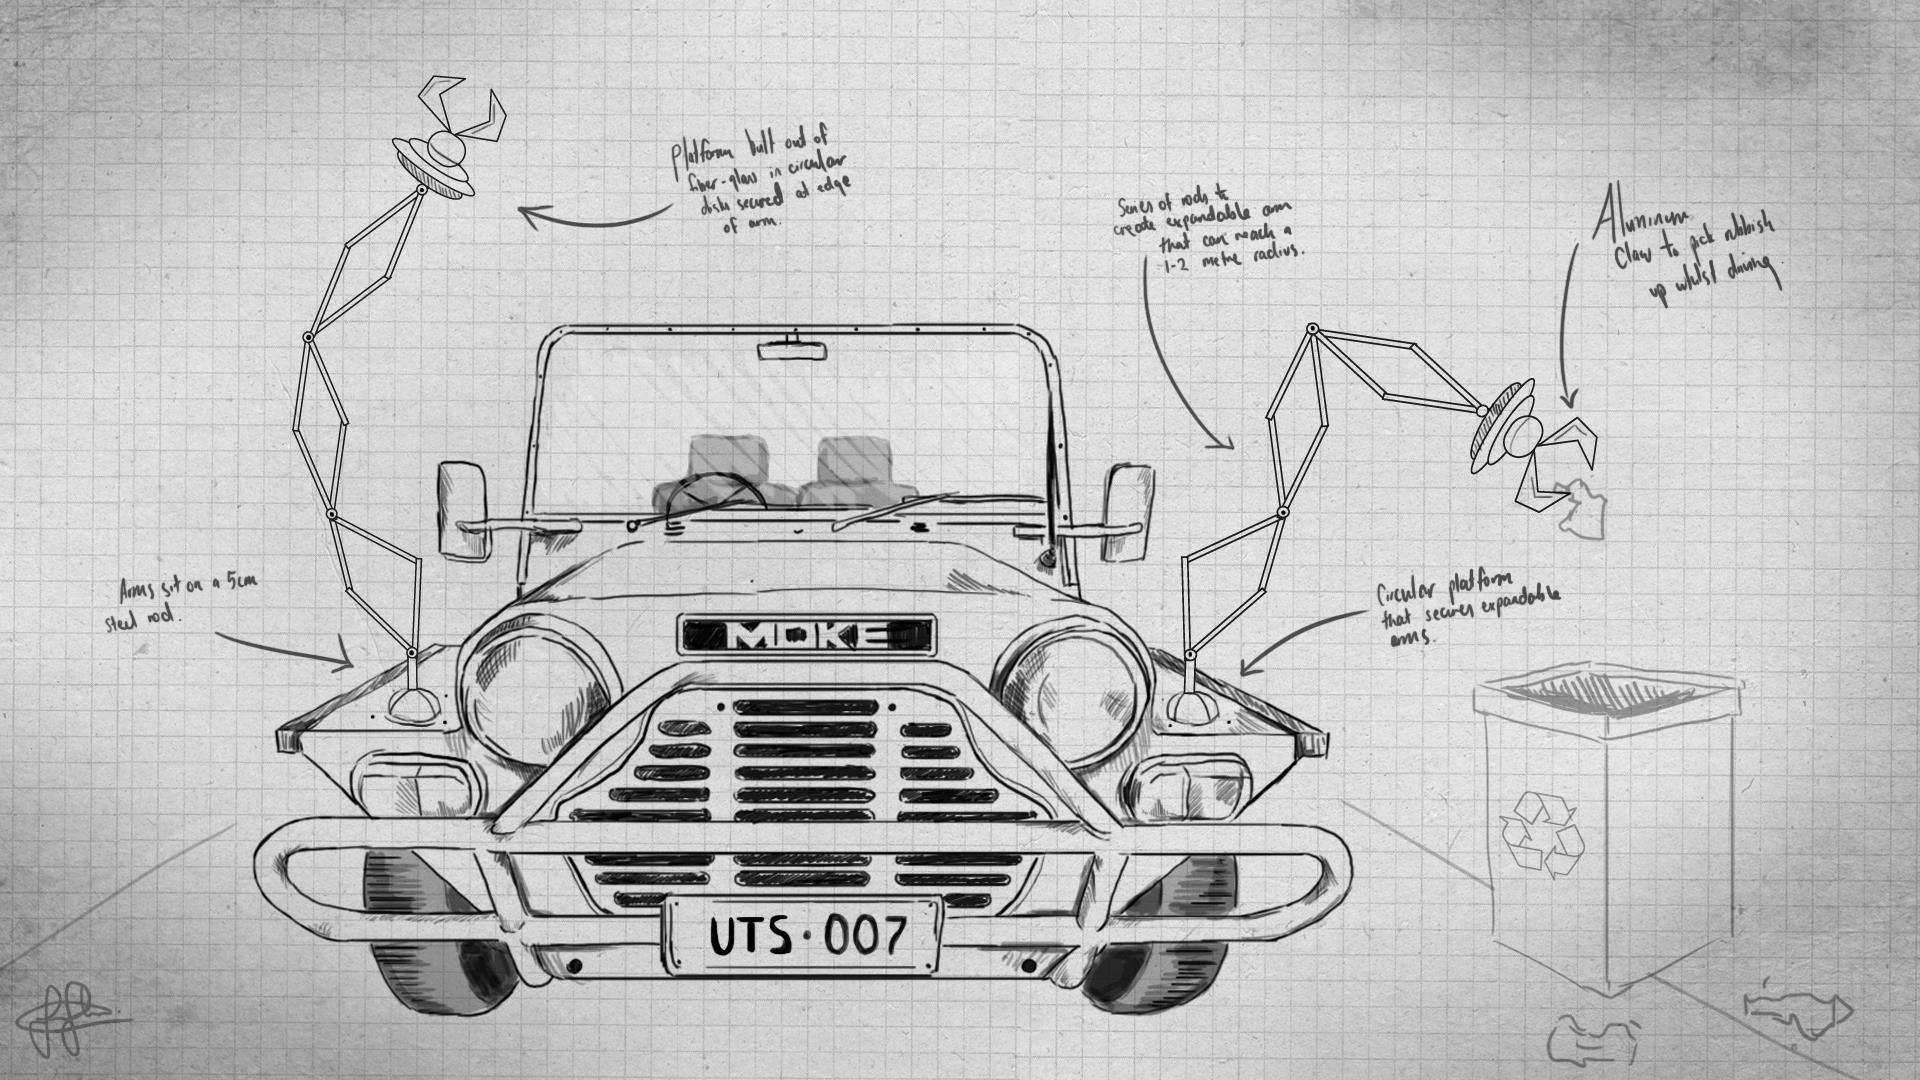 Platform built out of
fiber-glass in circular
disks secured at edge
of arm.
Series of rods to
create expandable arm
that can reach a
1-2 metre radius.
Aluminum
Claw to pick rubbish
up whilst driving
Arms sit on a 5cm
steel rod.
Circular platform
that secures expandable
arms.
MOKE
UTS·007